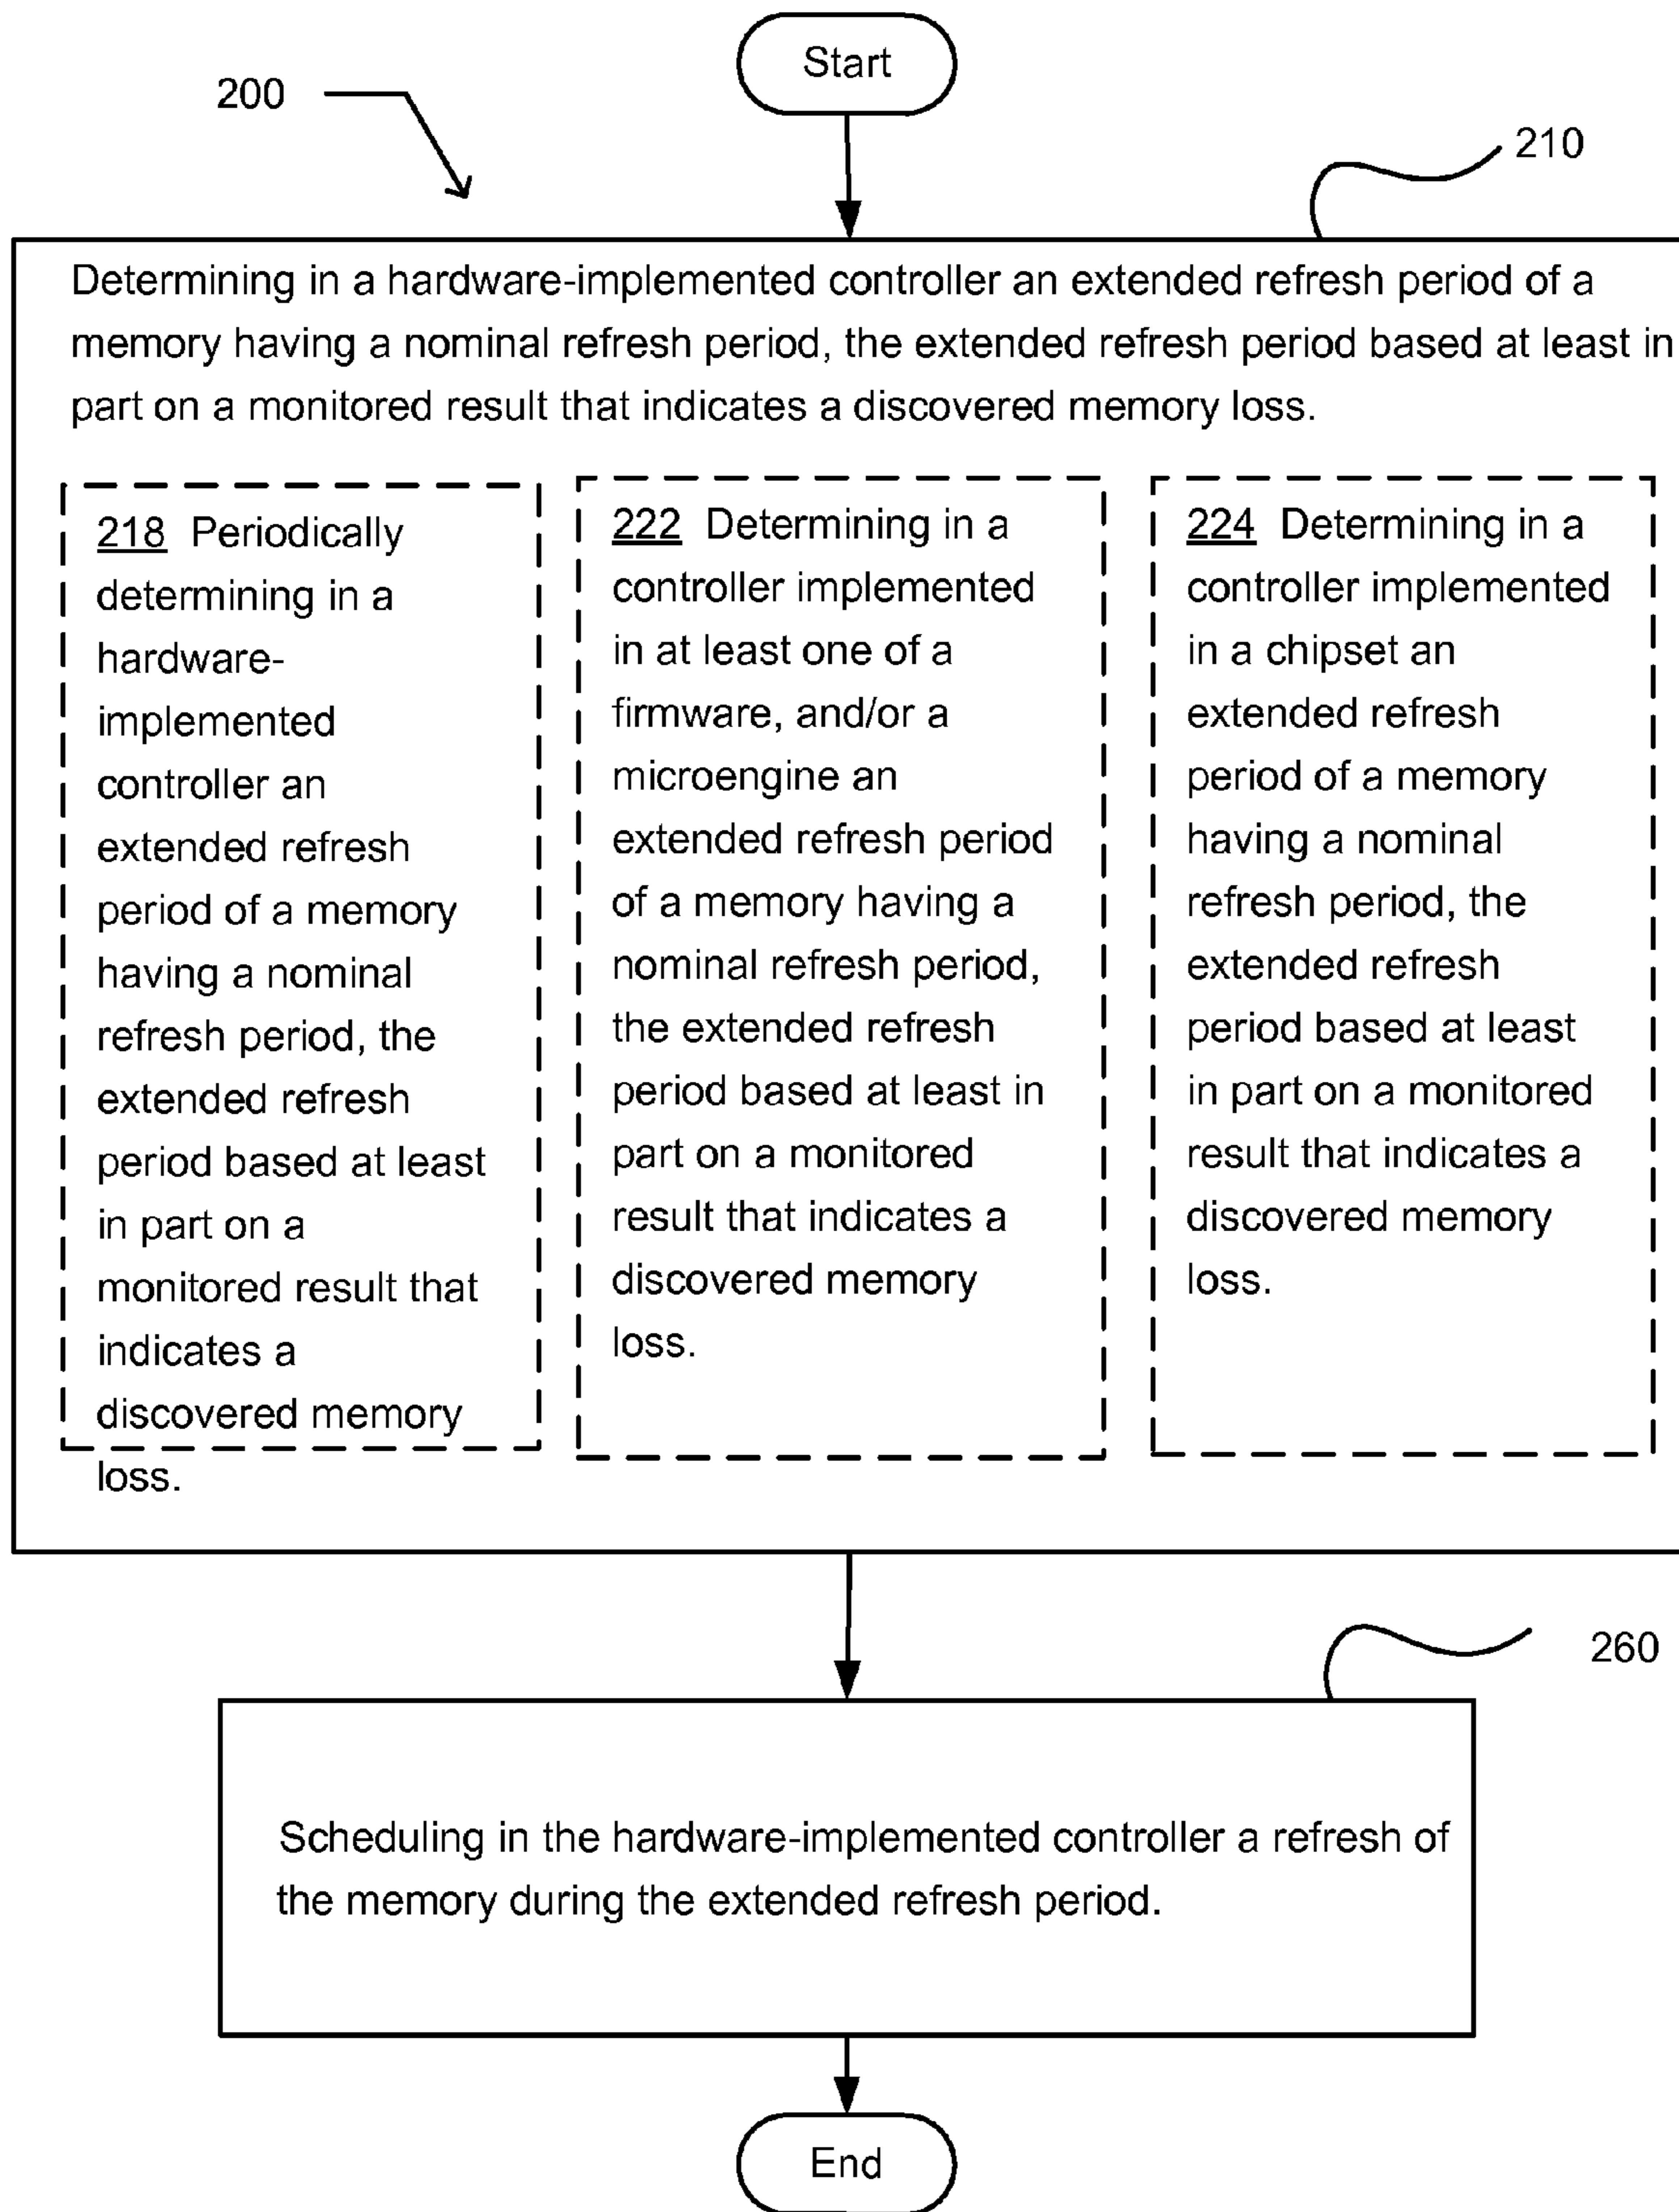 Start
200
210
Determining in a hardware-implemented controller an extended refresh period of a
memory having a nominal refresh period, the extended refresh period based at least in
part on a monitored result that indicates a discovered memory loss.
218 Periodically
determining in a
hardware-
implemented
controller an
extended refresh
period of a memory
having a nominal
refresh period, the
extended refresh
period based at least
in part on a
monitored result that
indicates a
discovered memory
loss.
222 Determining in a
controller implemented
in at least one of a
firmware, and/or a
microengine an
extended refresh period
of a memory having a
nominal refresh period,
the extended refresh
period based at least in
part on a monitored
result that indicates a
discovered memory
loss.
224 Determining in a
controller implemented
in a chipset an
extended refresh
period of a memory
having a nominal
refresh period, the
extended refresh
period based at least
in part on a monitored
result that indicates a
discovered memory
loss.
260
Scheduling in the hardware-implemented controller a refresh of
the memory during the extended refresh period.
End